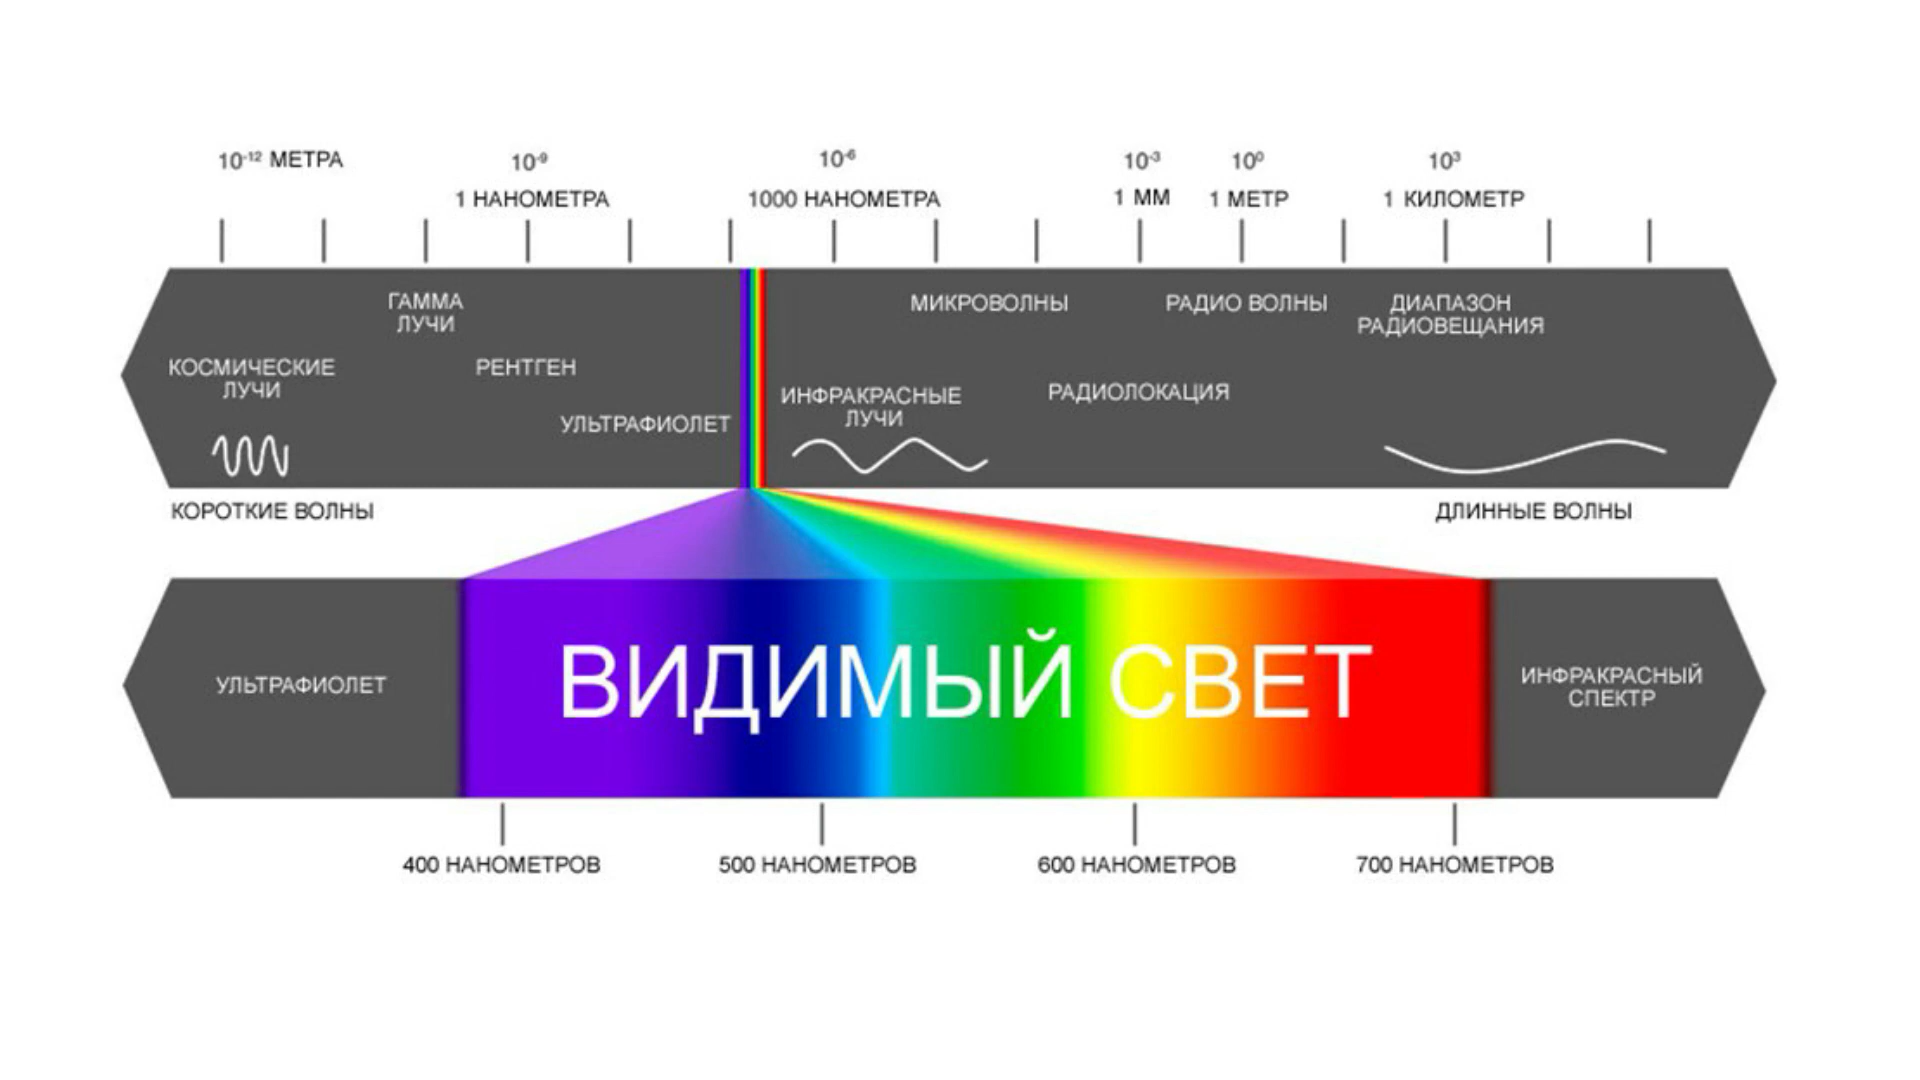 10⁻¹² МЕТРА
10⁻⁹
10⁻⁶
10⁻³
10⁰
10³
1 НАНОМЕТРА
1000 НАНОМЕТРА
1 ММ
1 МЕТР
1 КИЛОМЕТР
ГАММА
ЛУЧИ
МИКРОВОЛНЫ
РАДИО ВОЛНЫ
ДИАПАЗОН
РАДИОВЕЩАНИЯ
КОСМИЧЕСКИЕ
ЛУЧИ
РЕНТГЕН
УЛЬТРАФИОЛЕТ
ИНФРАКРАСНЫЕ
ЛУЧИ
РАДИОЛОКАЦИЯ
КОРОТКИЕ ВОЛНЫ
ДЛИННЫЕ ВОЛНЫ
УЛЬТРАФИОЛЕТ
ВИДИМЫЙ СВЕТ
ИНФРАКРАСНЫЙ
СПЕКТР
400 НАНОМЕТРОВ
500 НАНОМЕТРОВ
600 НАНОМЕТРОВ
700 НАНОМЕТРОВ